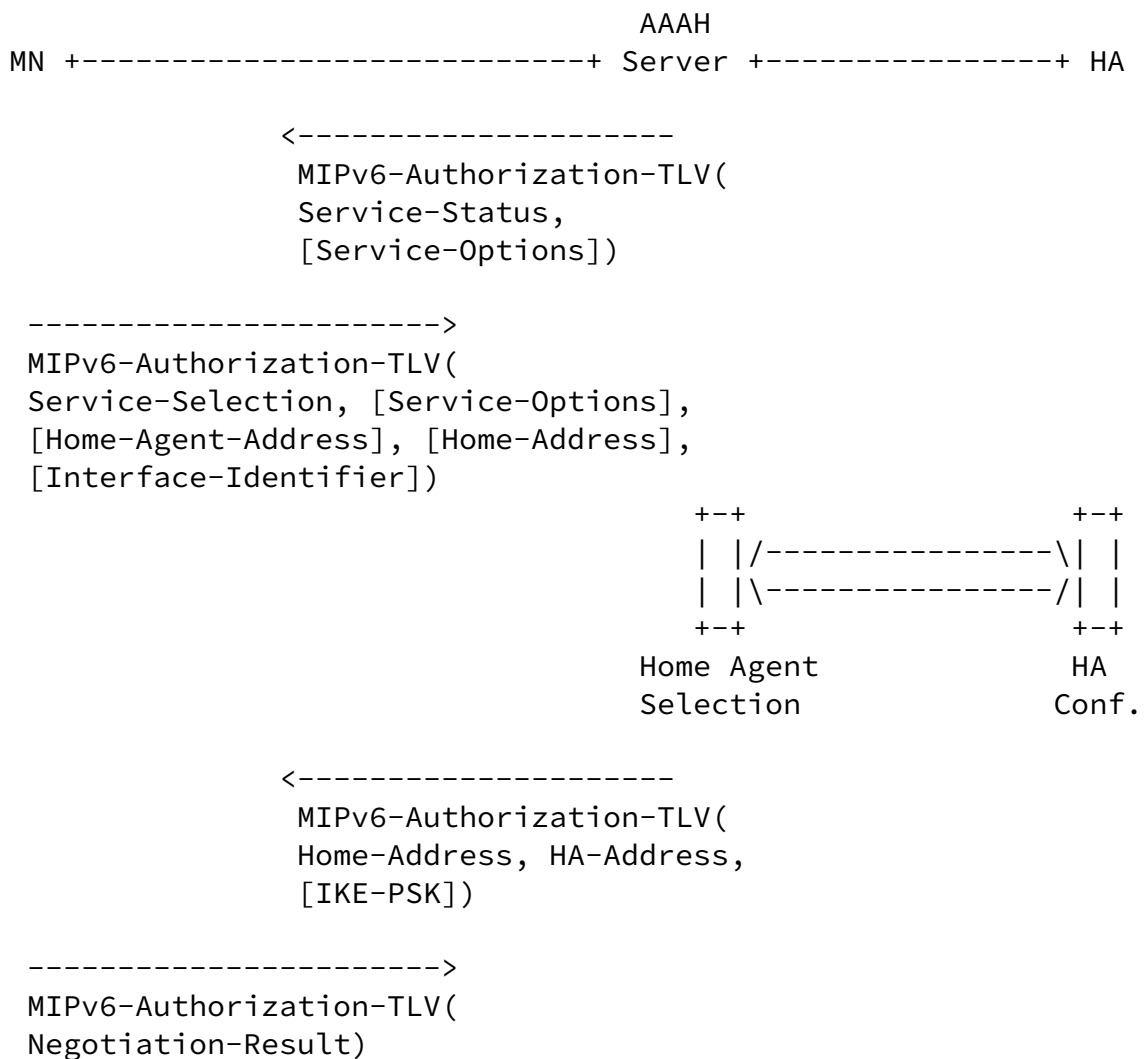 AAAH
MN +----------------------------+ Server +----------------+ HA

               <---------------------
                MIPv6-Authorization-TLV(
                Service-Status,
                [Service-Options])

 ----------------------->
 MIPv6-Authorization-TLV(
 Service-Selection, [Service-Options],
 [Home-Agent-Address], [Home-Address],
 [Interface-Identifier])
                                      +-+                  +-+
                                      | |/----------------\| |
                                      | |\----------------/| |
                                      +-+                  +-+
                                   Home Agent              HA
                                   Selection              Conf.

               <---------------------
                MIPv6-Authorization-TLV(
                Home-Address, HA-Address,
                [IKE-PSK])

 ----------------------->
 MIPv6-Authorization-TLV(
 Negotiation-Result)